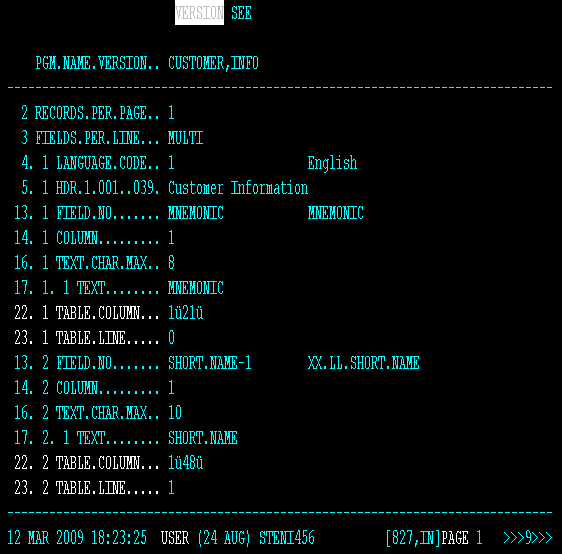 VERSION SEE
PGM.NAME.VERSION.. CUSTOMER,INFO
2 RECORDS.PER.PAGE.. 1
3 FIELDS.PER.LINE... MULTI
4. 1 LANGUAGE.CODE.. 1 English
5. 1 HDR.1.001..039. Customer Information
13. 1 FIELD.NO....... MNEMONIC MNEMONIC
14. 1 COLUMN......... 1
16. 1 TEXT.CHAR.MAX.. 8
17. 1. 1 TEXT........ MNEMONIC
22. 1 TABLE.COLUMN... 1ü21ü
23. 1 TABLE.LINE..... 0
13. 2 FIELD.NO....... SHORT.NAME-1 XX.LL.SHORT.NAME
14. 2 COLUMN......... 1
16. 2 TEXT.CHAR.MAX.. 10
17. 2. 1 TEXT........ SHORT.NAME
22. 2 TABLE.COLUMN... 1ü48ü
23. 2 TABLE.LINE..... 1
12 MAR 2009 18:23:25 USER (24 AUG) STENI456 [827,IN]PAGE 1 >>>9>>>